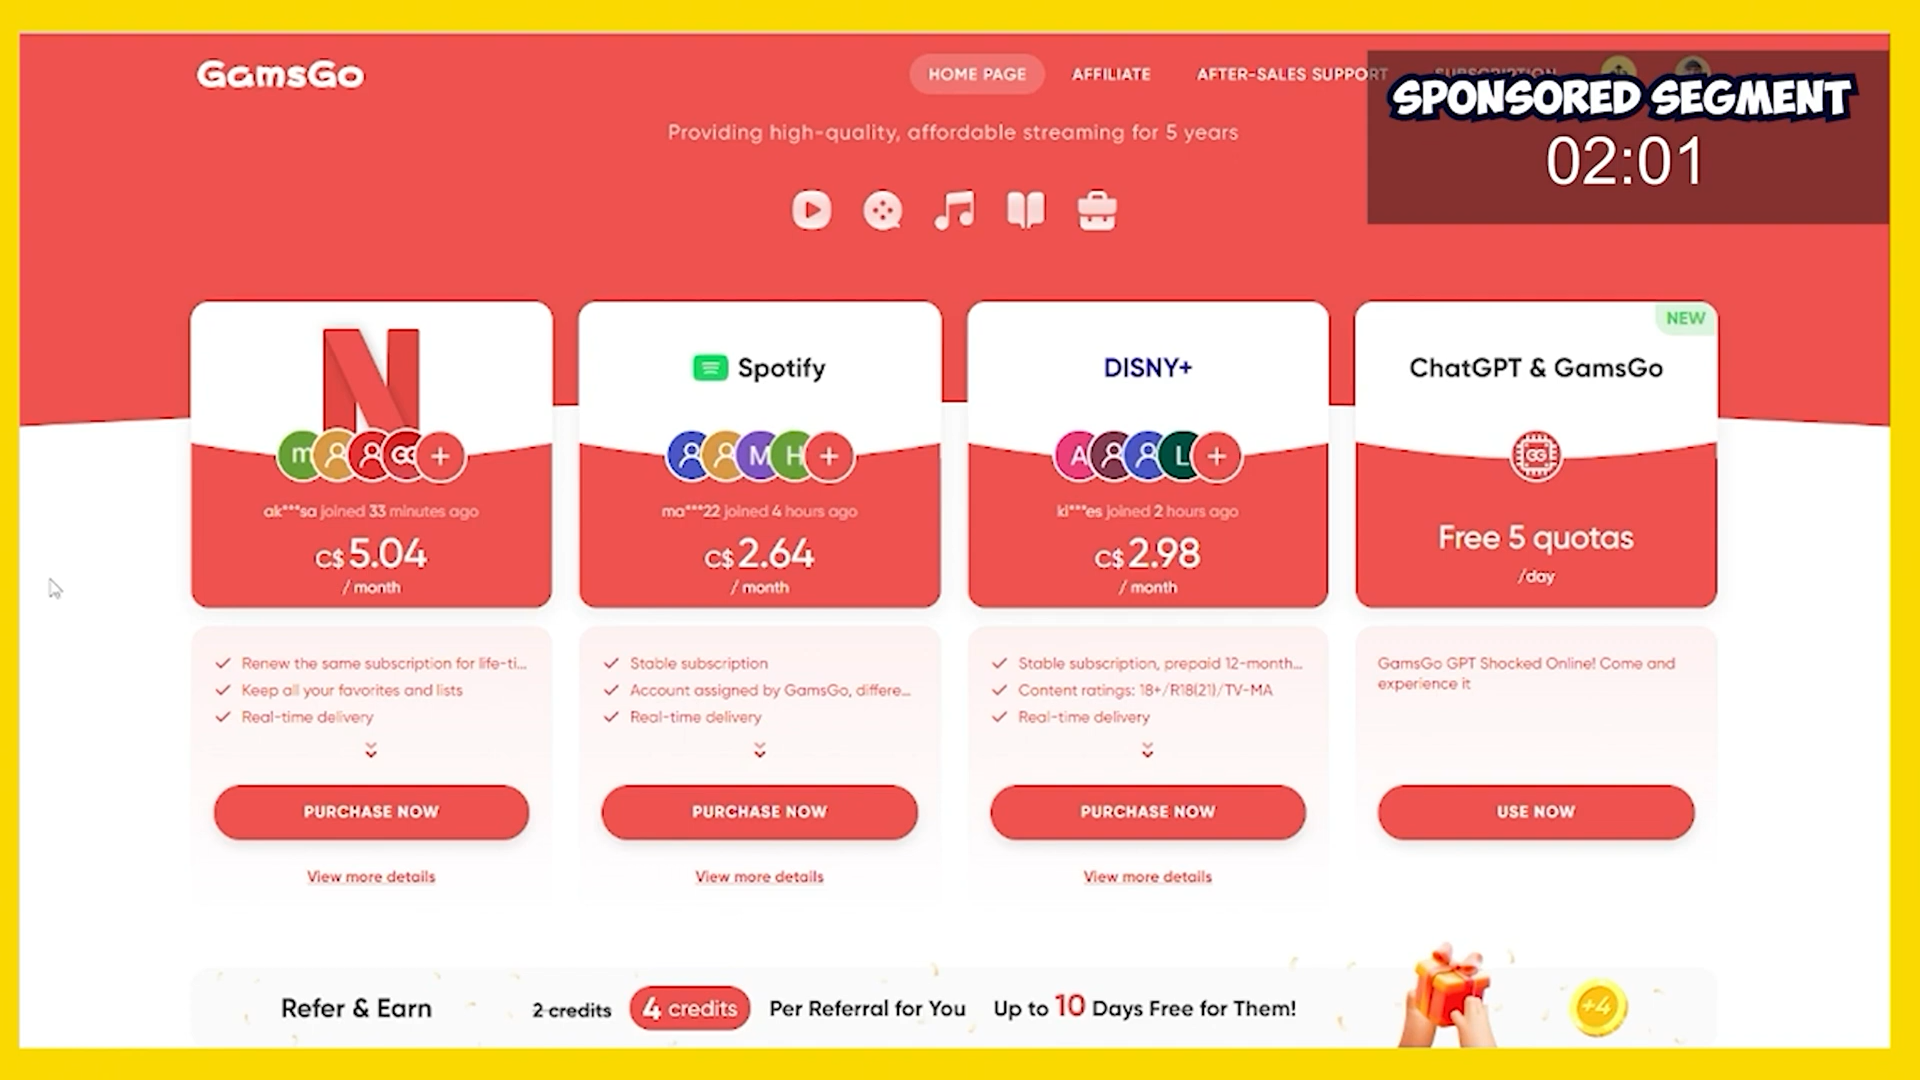 GamsGo
HOME PAGE
AFFILIATE
AFTER-SALES SUPPORT
SUBSCRIPTION
SPONSORED SEGMENT
02:01
Providing high-quality, affordable streaming for 5 years
N
m
GG
+
ak***sa joined 33 minutes ago
C$ 5.04
/ month
Renew the same subscription for life-ti...
Keep all your favorites and lists
Real-time delivery
PURCHASE NOW
View more details
Spotify
M
H
+
ma***22 joined 4 hours ago
C$ 2.64
/ month
Stable subscription
Account assigned by GamsGo, differe...
Real-time delivery
PURCHASE NOW
View more details
DISNY+
A
L
+
ki***es joined 2 hours ago
C$ 2.98
/ month
Stable subscription, prepaid 12-month...
Content ratings: 18+/R18(21)/TV-MA
Real-time delivery
PURCHASE NOW
View more details
NEW
ChatGPT & GamsGo
GG
Free 5 quotas
/day
GamsGo GPT Shocked Online! Come and
experience it
USE NOW
Refer & Earn
2 credits
4 credits
Per Referral for You
Up to 10 Days Free for Them!
+4